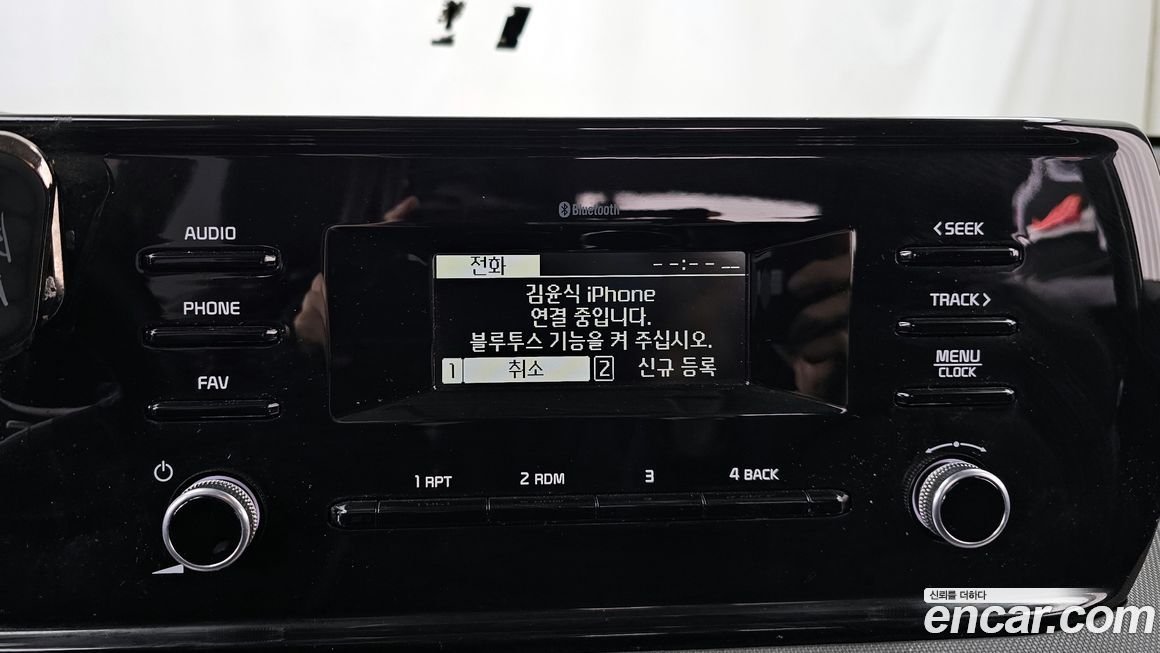 Bluetooth
AUDIO
PHONE
FAV
전화 --:-- __
김윤식 iPhone
연결 중입니다.
블루투스 기능을 켜 주십시오.
1 취소 2 신규 등록
<SEEK
TRACK>
MENU
CLOCK
1 RPT 2 RDM 3 4 BACK
신뢰를 더하다
encar.com